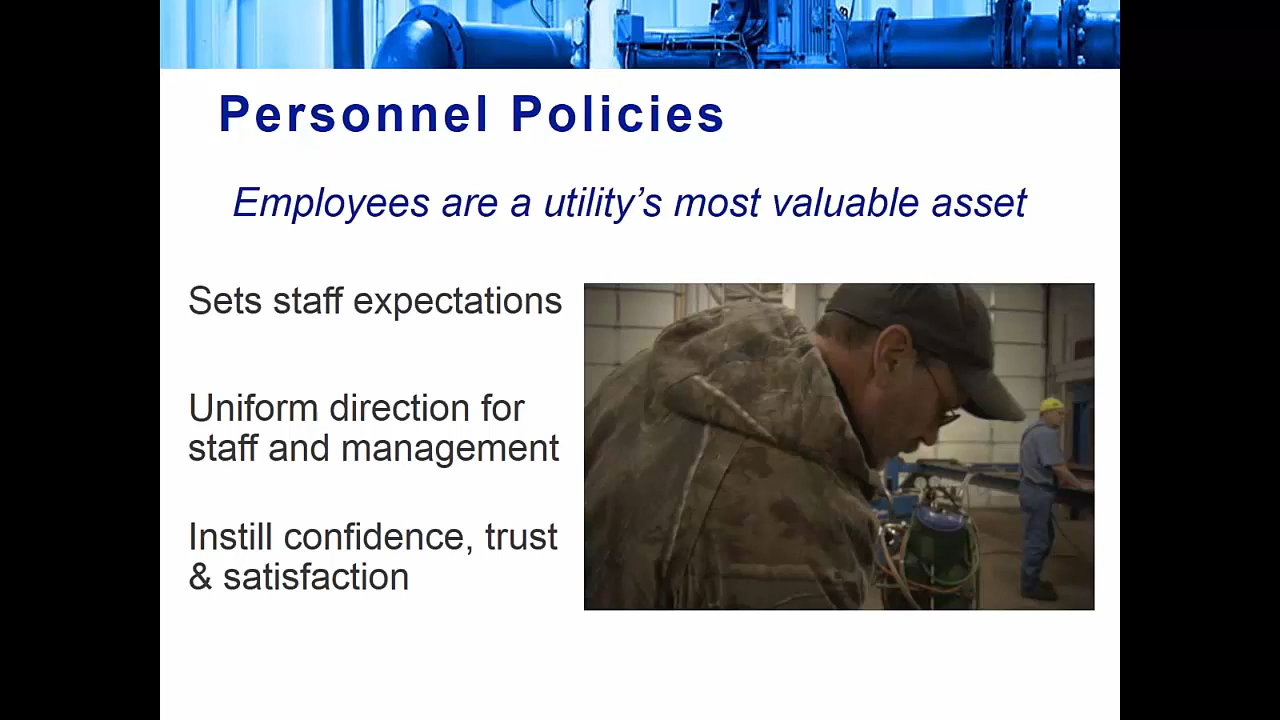 Personnel Policies
Employees are a utility’s most valuable asset
Sets staff expectations
Uniform direction for
staff and management
Instill confidence, trust
& satisfaction